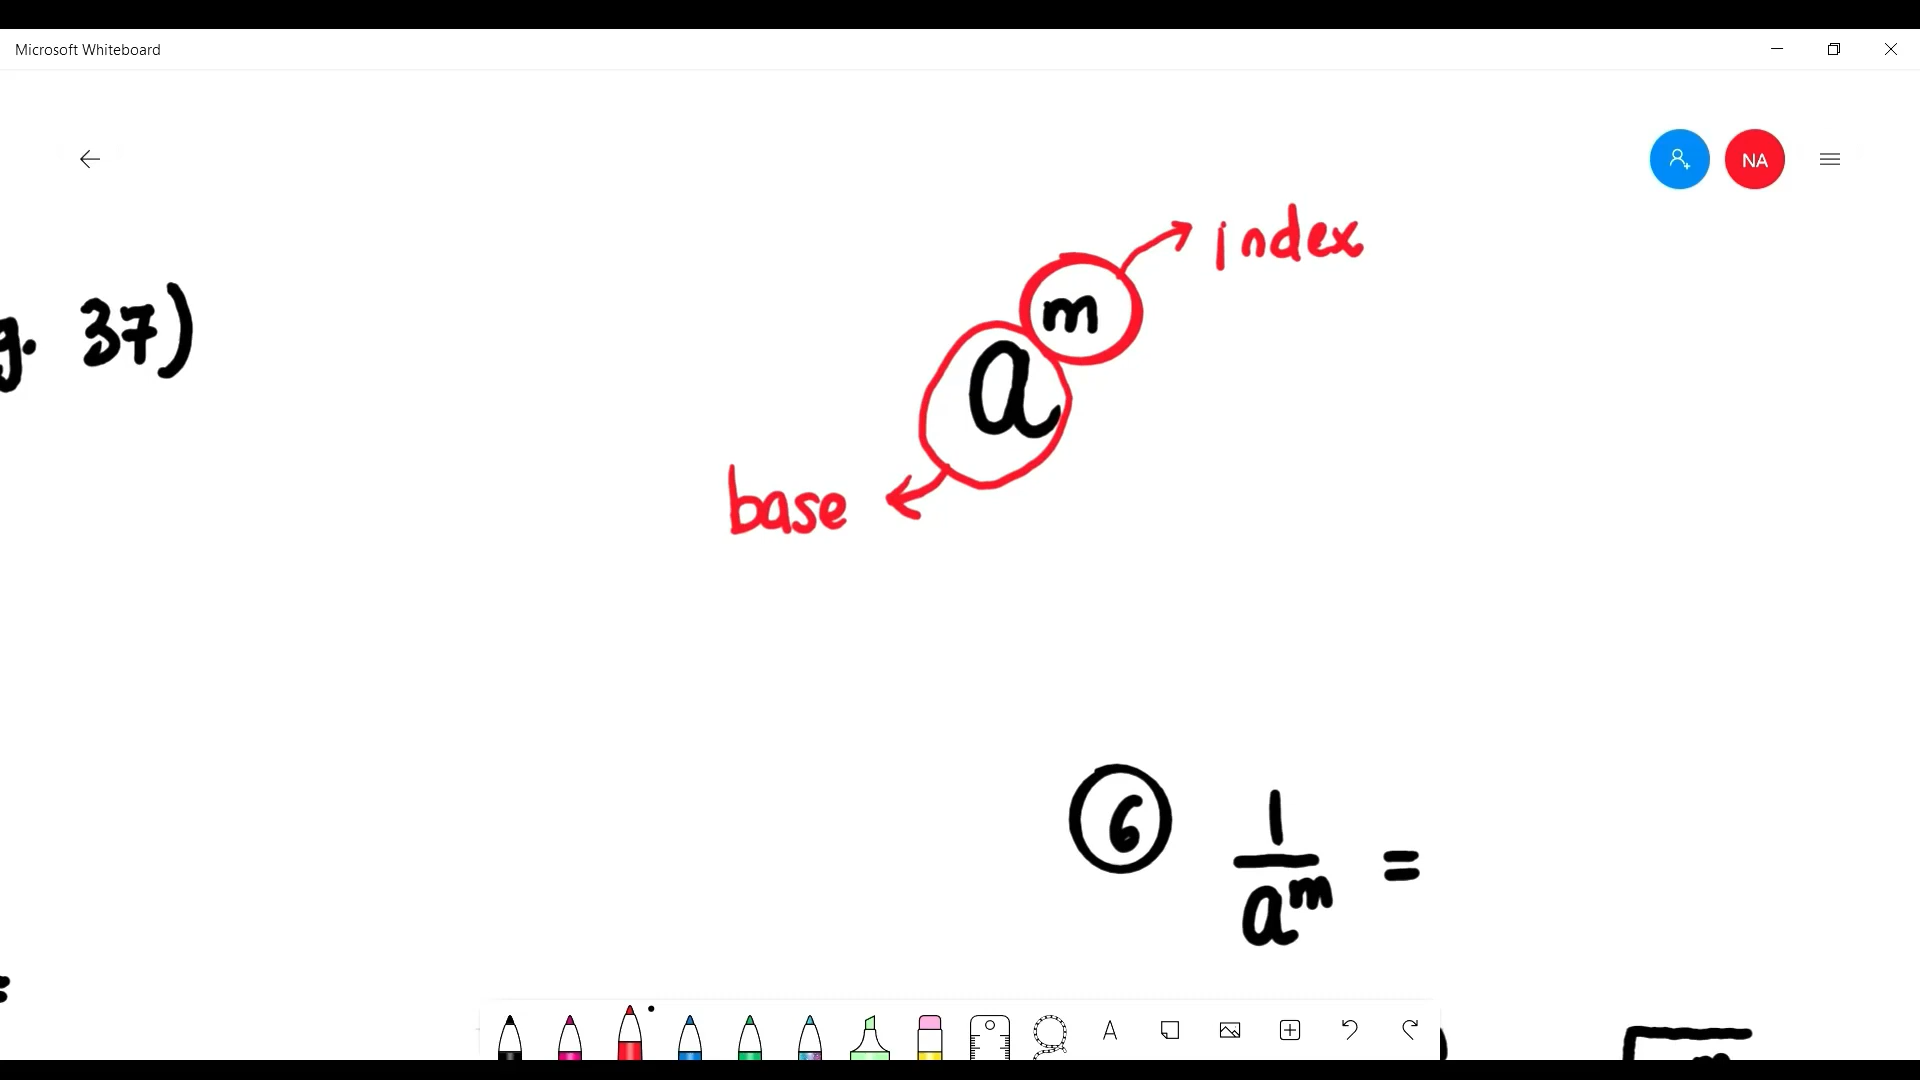 Microsoft Whiteboard
NA
index
g. 37)
a^m
base
⑥ 1/a^m =